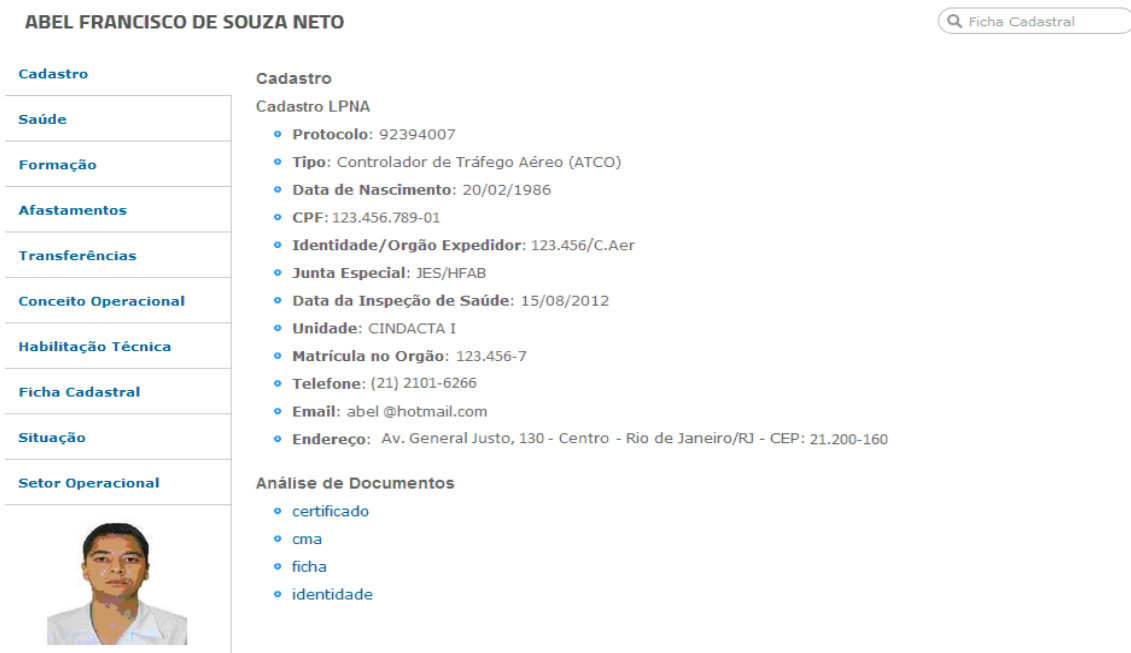 ABEL FRANCISCO DE SOUZA NETO
Ficha Cadastral
Cadastro
Saúde
Formação
Afastamentos
Transferências
Conceito Operacional
Habilitação Técnica
Ficha Cadastral
Situação
Setor Operacional
Cadastro
Cadastro LPNA
Protocolo: 92394007
Tipo: Controlador de Tráfego Aéreo (ATCO)
Data de Nascimento: 20/02/1986
CPF: 123.456.789-01
Identidade/Orgão Expedidor: 123.456/C.Aer
Junta Especial: JES/HFAB
Data da Inspeção de Saúde: 15/08/2012
Unidade: CINDACTA I
Matrícula no Orgão: 123.456-7
Telefone: (21) 2101-6266
Email: abel @hotmail.com
Endereço: Av. General Justo, 130 - Centro - Rio de Janeiro/RJ - CEP: 21.200-160
Análise de Documentos
certificado
cma
ficha
identidade